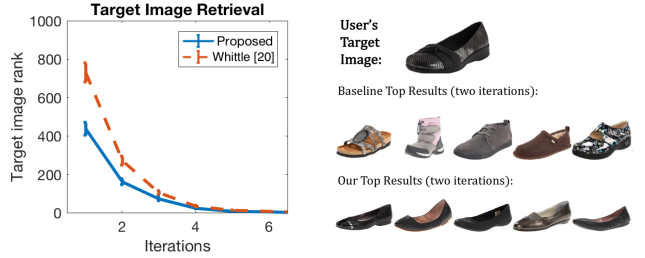 Target Image Retrieval
1000
800
600
400
200
0
Target image rank
2
4
6
Iterations
Proposed
Whittle [20]
User's
Target
Image:
Baseline Top Results (two iterations):
Our Top Results (two iterations):